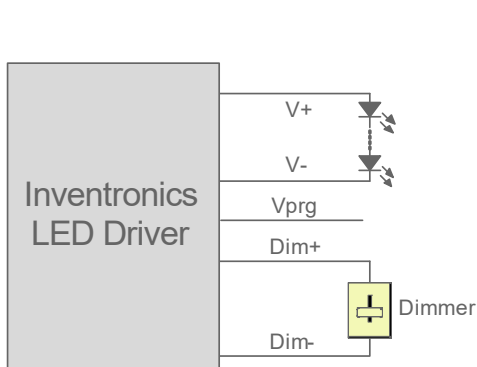 V+
V-
Inventronics
LED Driver
Vprg
Dim+
Dimmer
Dim-